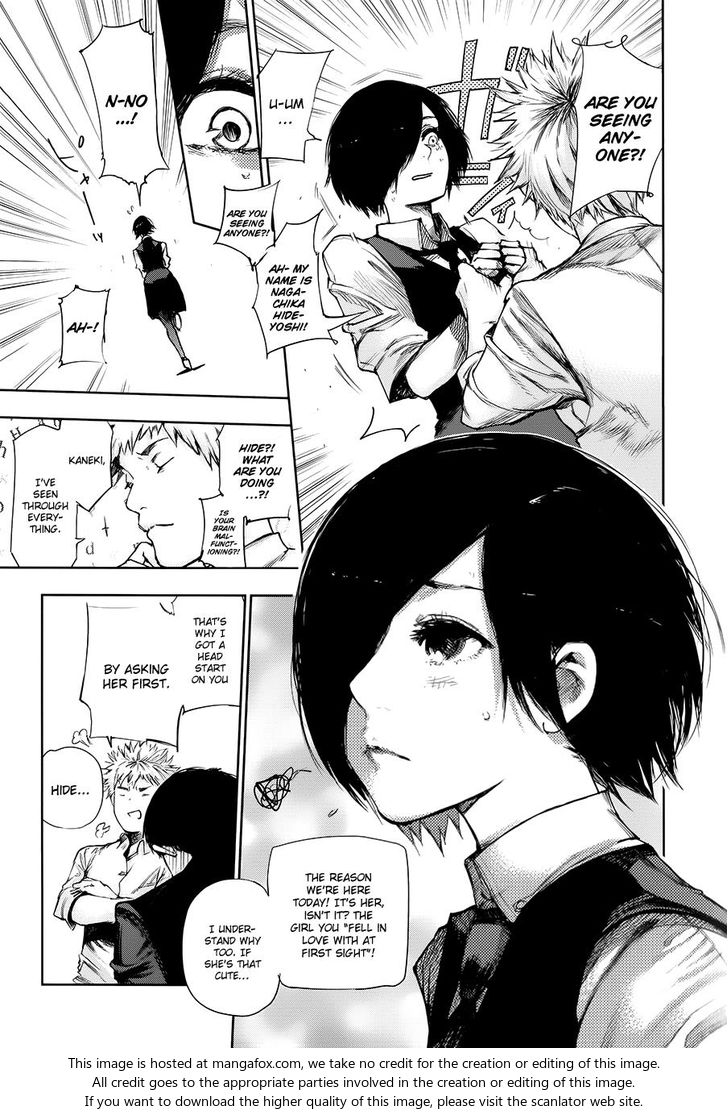 ARE YOU
SEEING
ANY-
ONE?!
U-UM
...
N-NO
...!
ARE YOU
SEEING
ANYONE?!
AH- MY
NAME IS
NAGA-
CHIKA
HIDE-
YOSHI!
AH-!
HIDE?!
WHAT
ARE YOU
DOING
...?!
IS
YOUR
BRAIN
MAL-
FUNCT-
IONING?!
KANEKI,
I'VE
SEEN
THROUGH
EVERY-
THING.
THE REASON
WE'RE HERE
TODAY! IT'S HER,
ISN'T IT? THE
GIRL YOU "FELL IN
LOVE WITH AT
FIRST SIGHT"!
I UNDER-
STAND WHY
TOO. IF
SHE'S THAT
CUTE...
THAT'S
WHY I
GOT A
HEAD
START
ON YOU
BY ASKING
HER FIRST.
HIDE...
This image is hosted at mangafox.com, we take no credit for the creation or editing of this image.
All credit goes to the appropriate parties involved in the creation or editing of this image.
If you want to download the higher quality of this image, please visit the scanlator web site.